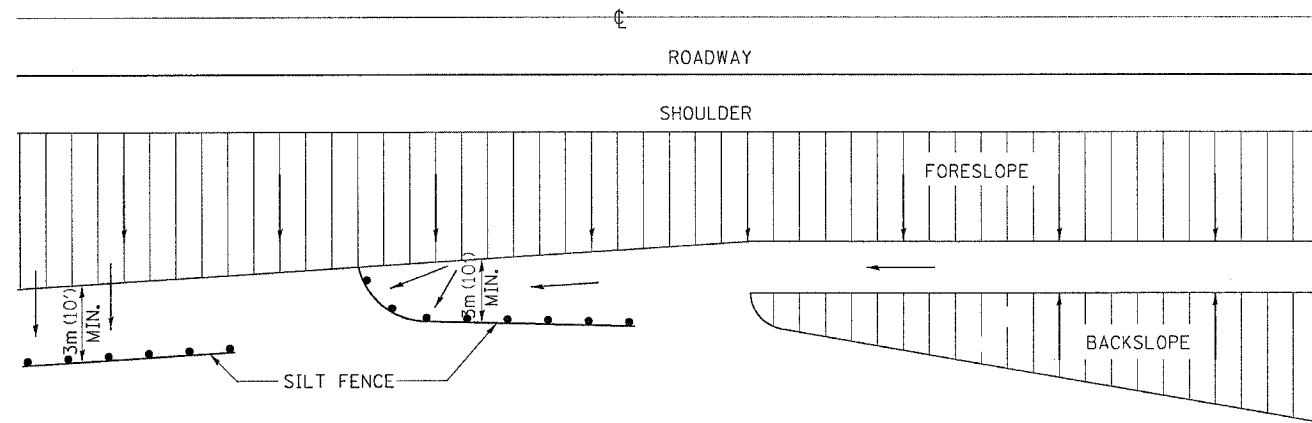 ℄
ROADWAY
SHOULDER
FORESLOPE
3m (10')
MIN.
3m (10')
MIN.
BACKSLOPE
SILT FENCE